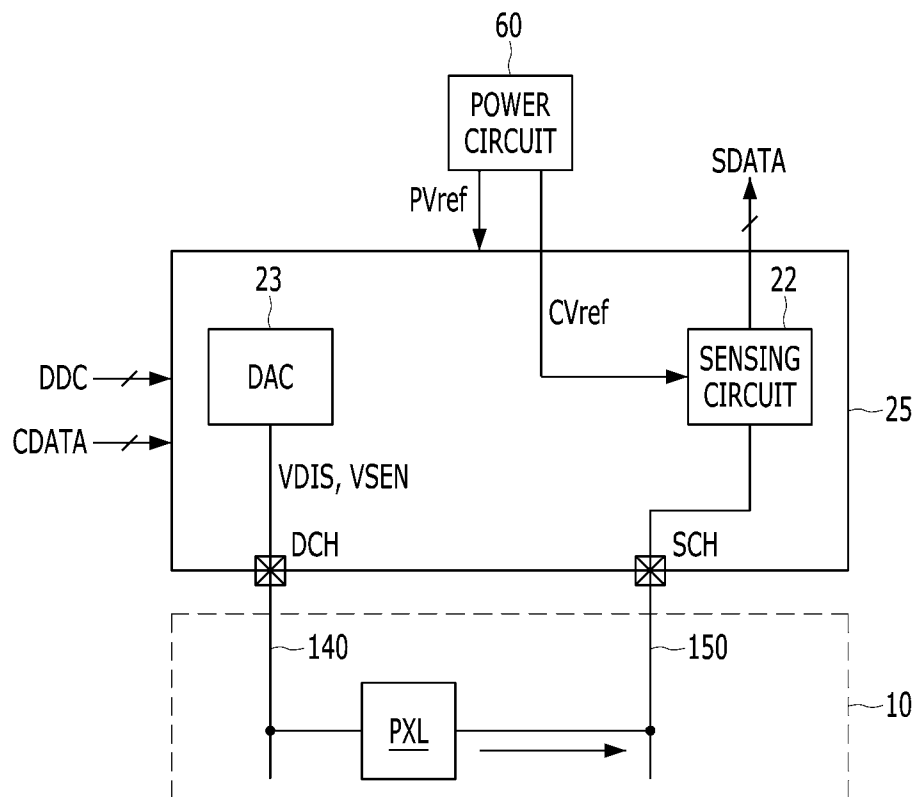 60
POWER
CIRCUIT
SDATA
PVref
23
22
CVref
DDC
DAC
SENSING
CIRCUIT
25
CDATA
VDIS, VSEN
DCH
SCH
140
150
10
PXL